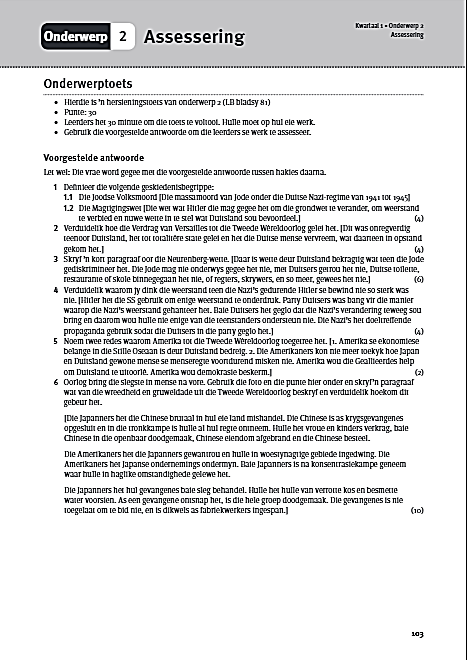 Onderwerp 2 Assessering
Kwartaal 1 • Onderwerp 2
Assessering
Onderwerptoets
• Hierdie is 'n hersieningstoets van onderwerp 2 (LB bladsy 81)
• Punte: 30
• Leerders het 30 minute om die toets te voltooi. Hulle moet op hul eie werk.
• Gebruik die voorgestelde antwoorde om die leerders se werk te assesseer.
Voorgestelde antwoorde
Let wel: Die vrae word gegee met die voorgestelde antwoorde tussen hakies daarna.
1 Definieer die volgende geskiedenisbegrippe:
1.1 Die Joodse Volksmoord [Die massamoord van Jode onder die Duitse Nazi-regime van 1941 tot 1945]
1.2 Die Magtigingswet [Die wet wat Hitler die mag gegee het om die grondwet te verander, om weerstand
te verbied en nuwe wette in te stel wat Duitsland sou bevoordeel.] (4)
2 Verduidelik hoe die Verdrag van Versailles tot die Tweede Wêreldoorlog gelei het. [Dit was onregverdig
teenoor Duitsland, het tot totalitêre state gelei en het die Duitse mense verneem, wat daarteen in opstand
gekom het.] (4)
3 Skryf 'n kort paragraaf oor die Neurenberg-wette. [Daar is wette deur Duitsland bekragtig wat teen die Jode
gediskrimineer het. Die Jode mag nie onderwys gegee het nie, met Duitsers getrou het nie, Duitse toilette,
restaurante of skole binnegegaan het nie, of regters, skrywers, en so meer, gewees het nie.] (6)
4 Verduidelik waarom jy dink die weerstand teen die Nazi's gedurende Hitler se bewind nie so sterk was
nie. [Hitler het die SS gebruik om enige weerstand te onderdruk. Party Duitsers was bang vir die manier
waarop die Nazi's weerstand gehanteer het. Baie Duitsers het geglo dat die Nazi's verandering teweeg sou
bring en daarom wou hulle nie enige van die teenstanders ondersteun nie. Die Nazi's het doeltreffende
propaganda gebruik sodat die Duitsers in die party geglo het.] (4)
5 Noem twee redes waarom Amerika tot die Tweede Wêreldoorlog toegetree het. [1. Amerika se ekonomiese
belange in die Stille Oseaan is deur Duitsland bedreig. 2. Die Amerikaners kon nie meer toekyk hoe Japan
en Duitsland gewone mense se menseregte voortdurend misken nie. Amerika wou die Geallieerdes help
om Duitsland te uitoorlê. Amerika wou demokrasie beskerm.] (2)
6 Oorlog bring die slegste in mense na vore. Gebruik die foto en die punte hier onder en skryf 'n paragraaf
wat van die wreedheid en gruweldade uit die Tweede Wêreldoorlog beskryf en verduidelik hoekom dit
gebeur het.
[Die Japanners het die Chinese brutaal in hul eie land mishandel. Die Chinese is as krygsgevangenes
opgesluit en in die tronkkampe is hulle al hul regte ontneem. Hulle het vroue en kinders verkrag, baie
Chinese in die openbaar doodgemaak, Chinese eiendom afgebrand en die Chinese besteel.
Die Amerikaners het die Japanners gewantrou en hulle in woestynagtige gebiede ingedwing. Die
Amerikaners het Japanse ondernemings ondermyn. Baie Japanners is na konsentrasiekampe geneem
waar hulle in haglike omstandighede gelewe het.
Die Japanners het hul gevangenes baie sleg behandel. Hulle het hulle van verrotte kos en besmette
water voorsien. As een gevangene ontsnap het, is die hele groep doodgemaak. Die gevangenes is nie
toegelaat om te bid nie, en is dikwels as fabriekwerkers ingespan.] (10)
103